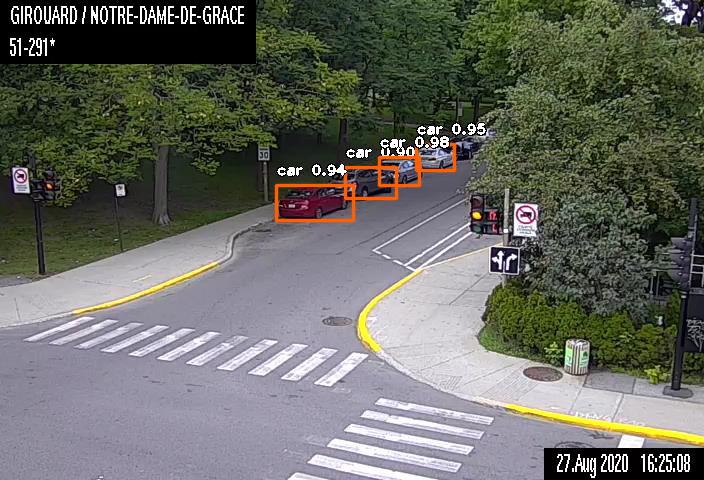 GIROUARD / NOTRE-DAME-DE-GRACE
51-291*
car 0.95
car 0.98
car 0.90
car 0.94
30
27.Aug 2020 16:25:08